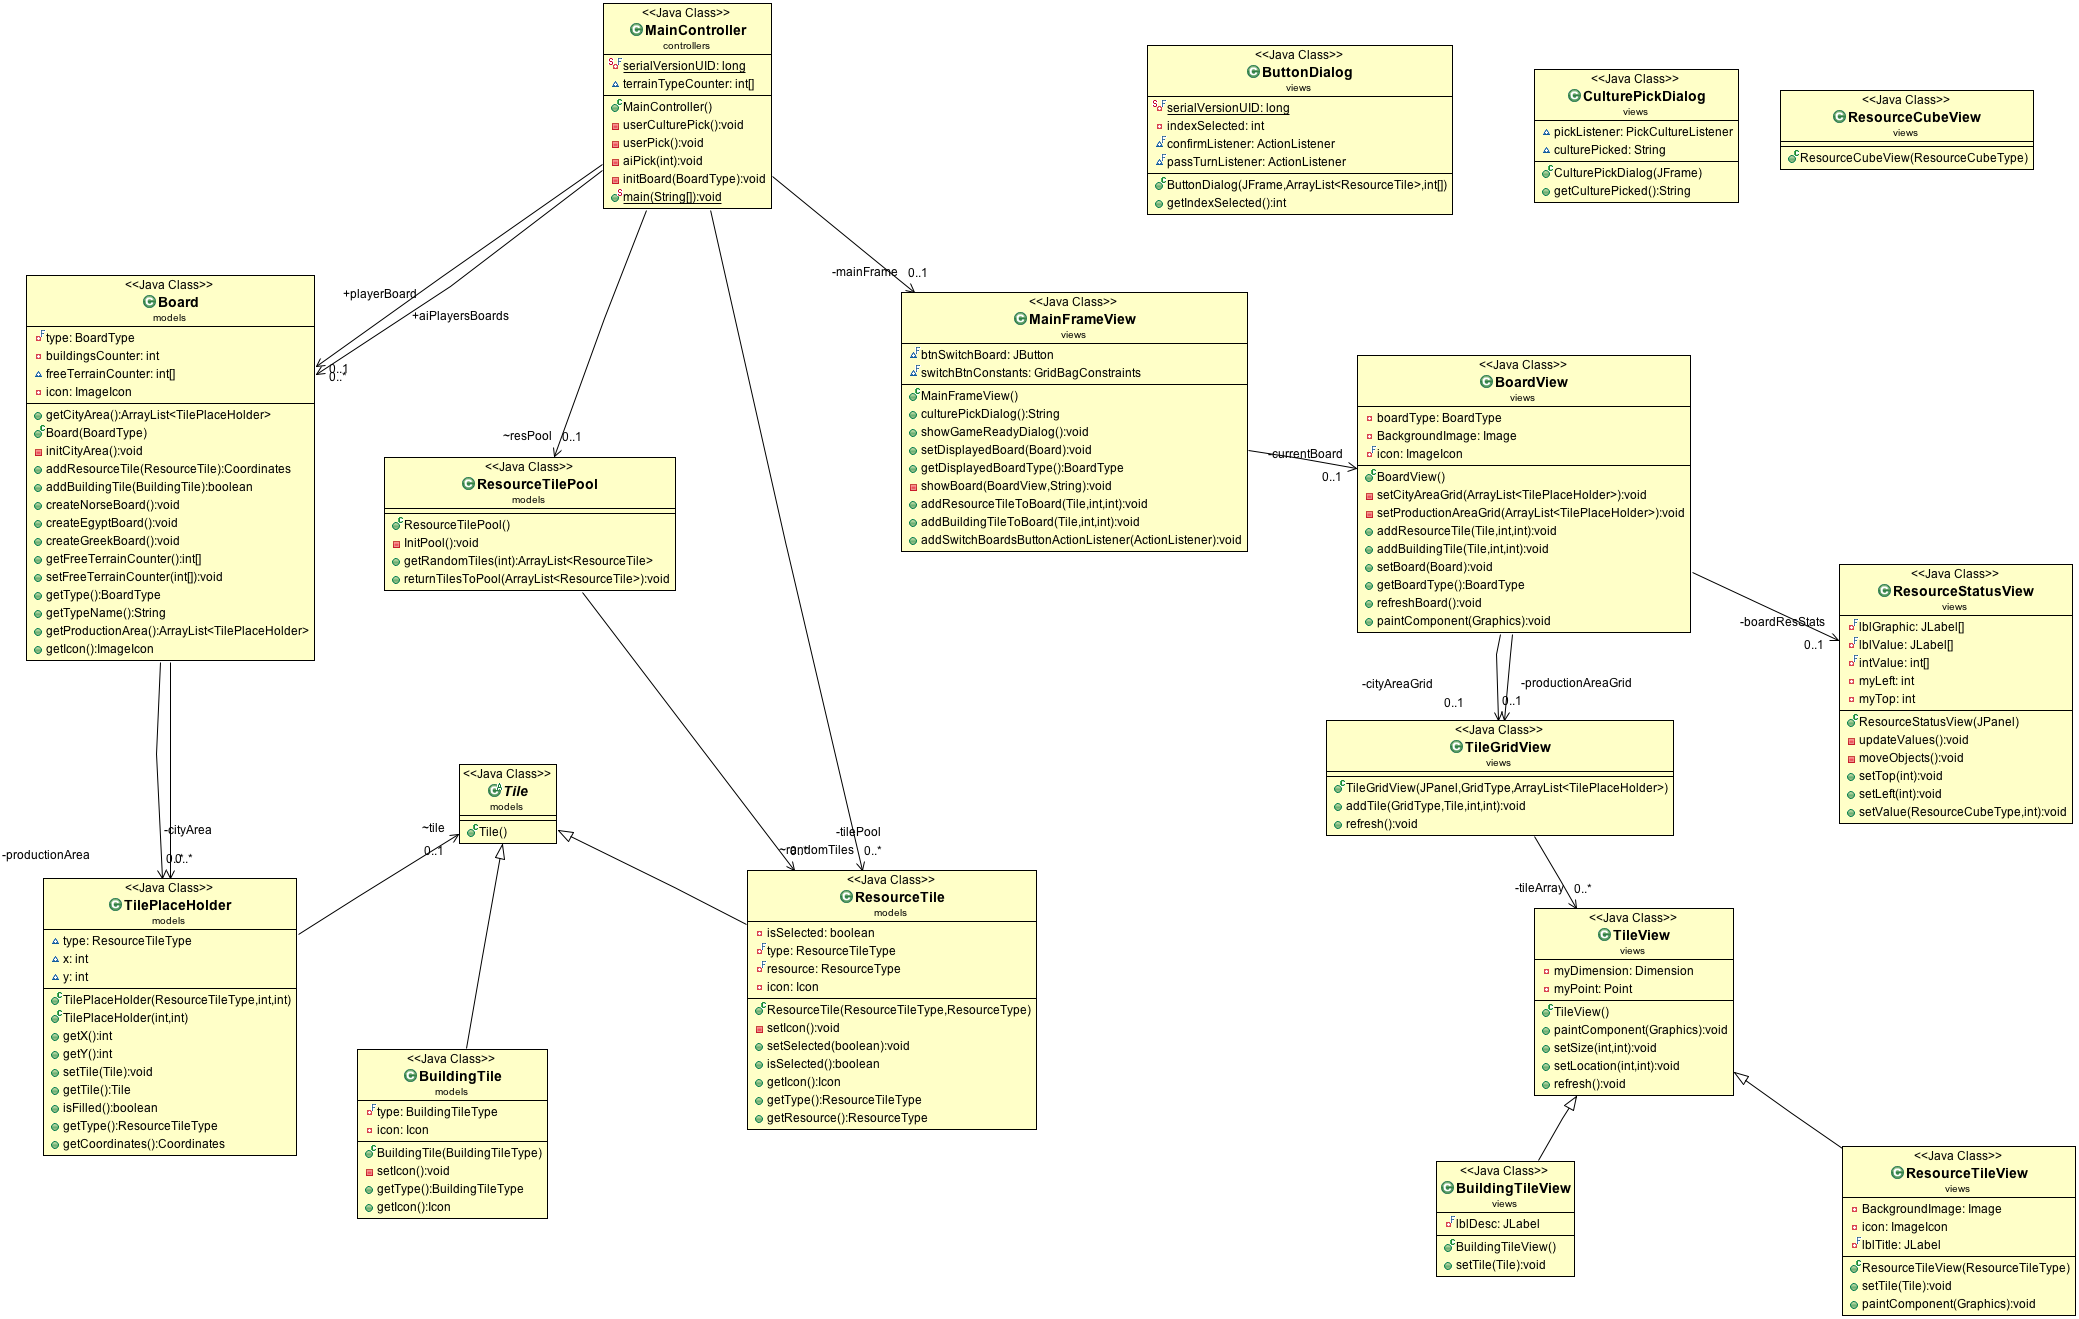 <<Java Class>>
MainController
controllers
serialVersionUID: long
terrainTypeCounter: int[]
MainController()
userCulturePick():void
userPick():void
aiPick(int):void
initBoard(BoardType):void
main(String[]):void
<<Java Class>>
ButtonDialog
views
serialVersionUID: long
indexSelected: int
confirmListener: ActionListener
passTurnListener: ActionListener
ButtonDialog(JFrame,ArrayList<ResourceTile>,int[])
getIndexSelected():int
<<Java Class>>
CulturePickDialog
views
pickListener: PickCultureListener
culturePicked: String
CulturePickDialog(JFrame)
getCulturePicked():String
<<Java Class>>
ResourceCubeView
views
ResourceCubeView(ResourceCubeType)
+playerBoard
0..1
+aiPlayersBoards
0..*
~resPool
0..1
-mainFrame
0..1
<<Java Class>>
Board
models
type: BoardType
buildingsCounter: int
freeTerrainCounter: int[]
icon: ImageIcon
getCityArea():ArrayList<TilePlaceHolder>
Board(BoardType)
initCityArea():void
addResourceTile(ResourceTile):Coordinates
addBuildingTile(BuildingTile):boolean
createNorseBoard():void
createEgyptBoard():void
createGreekBoard():void
getFreeTerrainCounter():int[]
setFreeTerrainCounter(int[]):void
getType():BoardType
getTypeName():String
getProductionArea():ArrayList<TilePlaceHolder>
getIcon():ImageIcon
<<Java Class>>
ResourceTilePool
models
ResourceTilePool()
InitPool():void
getRandomTiles(int):ArrayList<ResourceTile>
returnTilesToPool(ArrayList<ResourceTile>):void
<<Java Class>>
MainFrameView
views
btnSwitchBoard: JButton
switchBtnConstants: GridBagConstraints
MainFrameView()
culturePickDialog():String
showGameReadyDialog():void
setDisplayedBoard(Board):void
getDisplayedBoardType():BoardType
showBoard(BoardView,String):void
addResourceTileToBoard(Tile,int,int):void
addBuildingTileToBoard(Tile,int,int):void
addSwitchBoardsButtonActionListener(ActionListener):void
-currentBoard
0..1
<<Java Class>>
BoardView
views
boardType: BoardType
BackgroundImage: Image
icon: ImageIcon
BoardView()
setCityAreaGrid(ArrayList<TilePlaceHolder>):void
setProductionAreaGrid(ArrayList<TilePlaceHolder>):void
addResourceTile(Tile,int,int):void
addBuildingTile(Tile,int,int):void
setBoard(Board):void
getBoardType():BoardType
refreshBoard():void
paintComponent(Graphics):void
-boardResStats
0..1
<<Java Class>>
ResourceStatusView
views
lblGraphic: JLabel[]
lblValue: JLabel[]
intValue: int[]
myLeft: int
myTop: int
ResourceStatusView(JPanel)
updateValues():void
moveObjects():void
setTop(int):void
setLeft(int):void
setValue(ResourceCubeType,int):void
-cityAreaGrid
0..1
-productionAreaGrid
0..1
<<Java Class>>
TileGridView
views
TileGridView(JPanel,GridType,ArrayList<TilePlaceHolder>)
addTile(GridType,Tile,int,int):void
refresh():void
-cityArea
0..*
-productionArea
0..*
<<Java Class>>
Tile
models
Tile()
~tile
0..1
-tilePool
0..*
~randomTiles
0..*
<<Java Class>>
TilePlaceHolder
models
type: ResourceTileType
x: int
y: int
TilePlaceHolder(ResourceTileType,int,int)
TilePlaceHolder(int,int)
getX():int
getY():int
setTile(Tile):void
getTile():Tile
isFilled():boolean
getType():ResourceTileType
getCoordinates():Coordinates
<<Java Class>>
BuildingTile
models
type: BuildingTileType
icon: Icon
BuildingTile(BuildingTileType)
setIcon():void
getType():BuildingTileType
getIcon():Icon
<<Java Class>>
ResourceTile
models
isSelected: boolean
type: ResourceTileType
resource: ResourceType
icon: Icon
ResourceTile(ResourceTileType,ResourceType)
setIcon():void
setSelected(boolean):void
isSelected():boolean
getIcon():Icon
getType():ResourceTileType
getResource():ResourceType
-tileArray
0..*
<<Java Class>>
TileView
views
myDimension: Dimension
myPoint: Point
TileView()
paintComponent(Graphics):void
setSize(int,int):void
setLocation(int,int):void
refresh():void
<<Java Class>>
BuildingTileView
views
lblDesc: JLabel
BuildingTileView()
setTile(Tile):void
<<Java Class>>
ResourceTileView
views
BackgroundImage: Image
icon: ImageIcon
lblTitle: JLabel
ResourceTileView(ResourceTileType)
setTile(Tile):void
paintComponent(Graphics):void